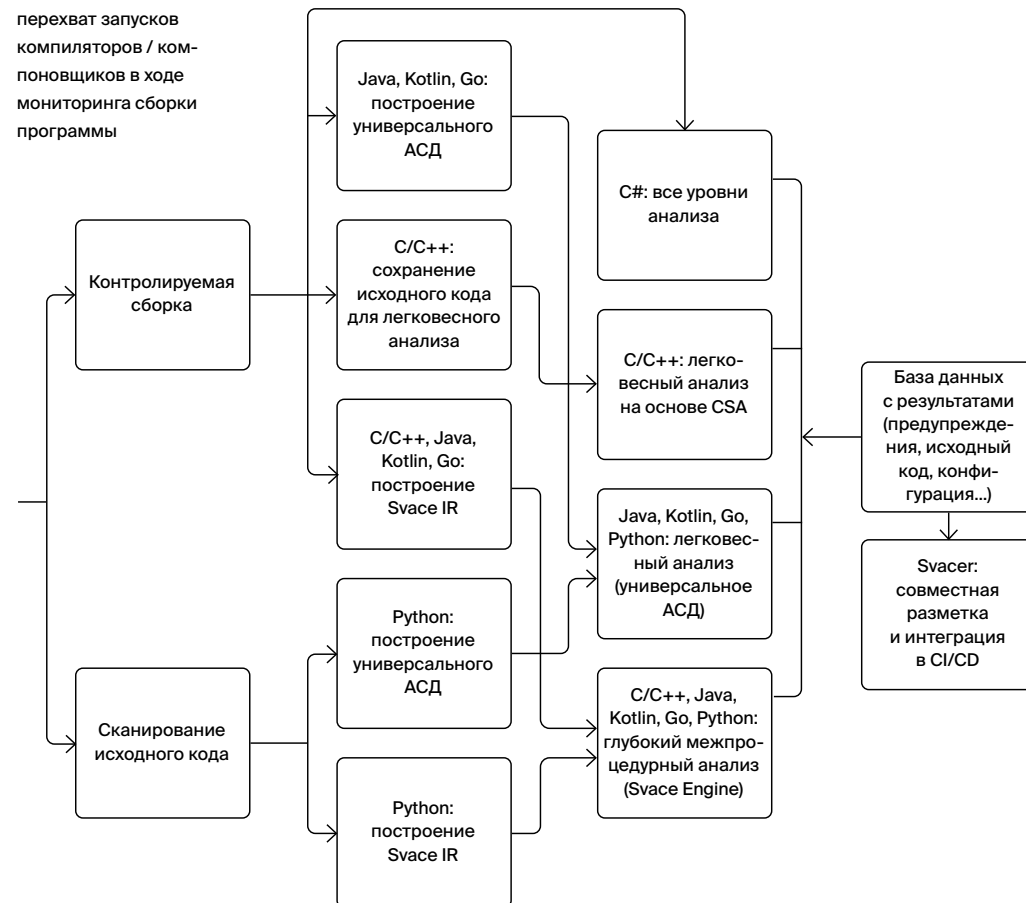 перехват запусков
компиляторов / ком-
поновщиков в ходе
мониторинга сборки
программы
Java, Kotlin, Go:
построение
универсального
АСД
C#: все уровни
анализа
Контролируемая
сборка
C/C++:
сохранение
исходного кода
для легковесного
анализа
C/C++: легко-
весный анализ
на основе CSA
База данных
с результатами
(предупрежде-
ния, исходный
код, конфи-
гурация...)
C/C++, Java,
Kotlin, Go:
построение
Svace IR
Java, Kotlin, Go,
Python: легковес-
ный анализ
(универсальное
АСД)
Svacer:
совместная
разметка
и интеграция
в CI/CD
Python:
построение
универсального
АСД
Сканирование
исходного кода
C/C++, Java,
Kotlin, Go, Python:
глубокий межпро-
цедурный анализ
(Svace Engine)
Python:
построение
Svace IR